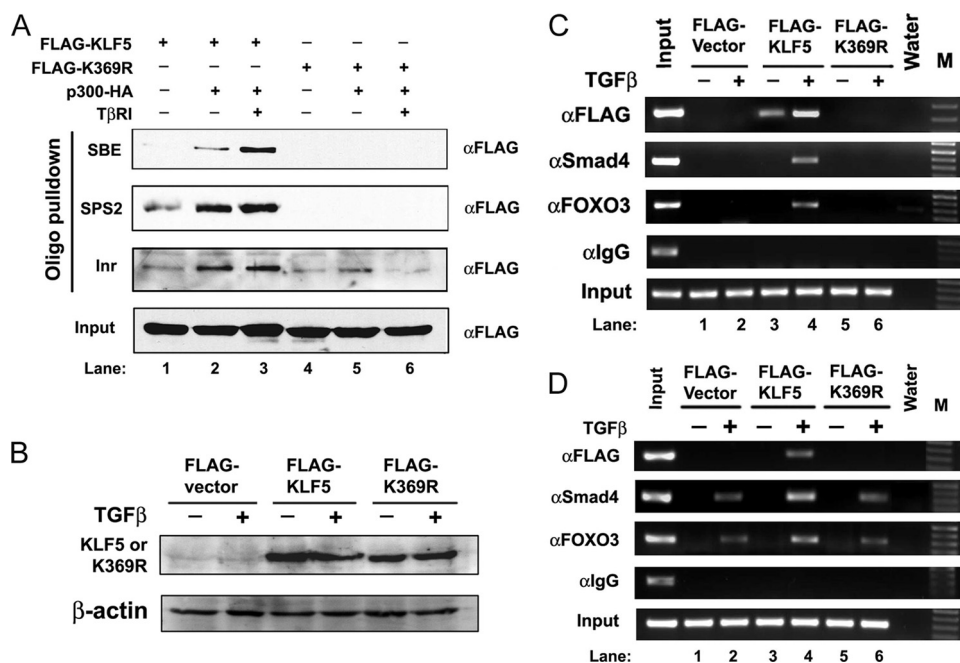 A
FLAG-KLF5 + + + – – –
FLAG-K369R – – – + + +
p300-HA – + + – + +
TβRI – – + – – +
Oligo pulldown
SBE αFLAG
SPS2 αFLAG
Inr αFLAG
Input αFLAG
Lane: 1 2 3 4 5 6
B
FLAG-vector FLAG-KLF5 FLAG-K369R
TGFβ – + – + – +
KLF5 or
K369R
β-actin
C
Input FLAG-Vector FLAG-KLF5 FLAG-K369R Water M
TGFβ – + – + – +
αFLAG
αSmad4
αFOXO3
αIgG
Input
Lane: 1 2 3 4 5 6
D
Input FLAG-Vector FLAG-KLF5 FLAG-K369R Water M
TGFβ – + – + – +
αFLAG
αSmad4
αFOXO3
αIgG
Input
Lane: 1 2 3 4 5 6